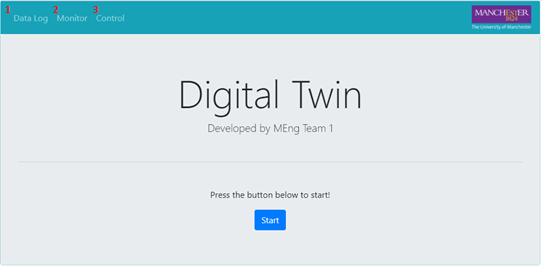 1 Data Log 2 Monitor 3 Control
MANCHESTER
1824
The University of Manchester
Digital Twin
Developed by MEng Team 1
Press the button below to start!
Start